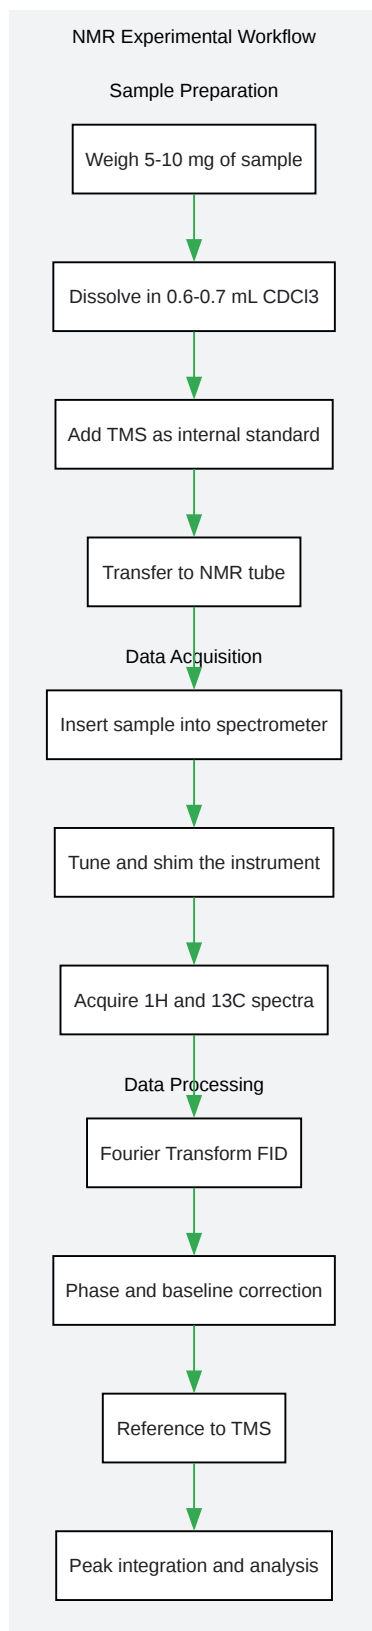 NMR Experimental Workflow
Sample Preparation
Weigh 5-10 mg of sample
Dissolve in 0.6-0.7 mL CDCl3
Add TMS as internal standard
Transfer to NMR tube
Data Acquisition
Insert sample into spectrometer
Tune and shim the instrument
Acquire 1H and 13C spectra
Data Processing
Fourier Transform FID
Phase and baseline correction
Reference to TMS
Peak integration and analysis